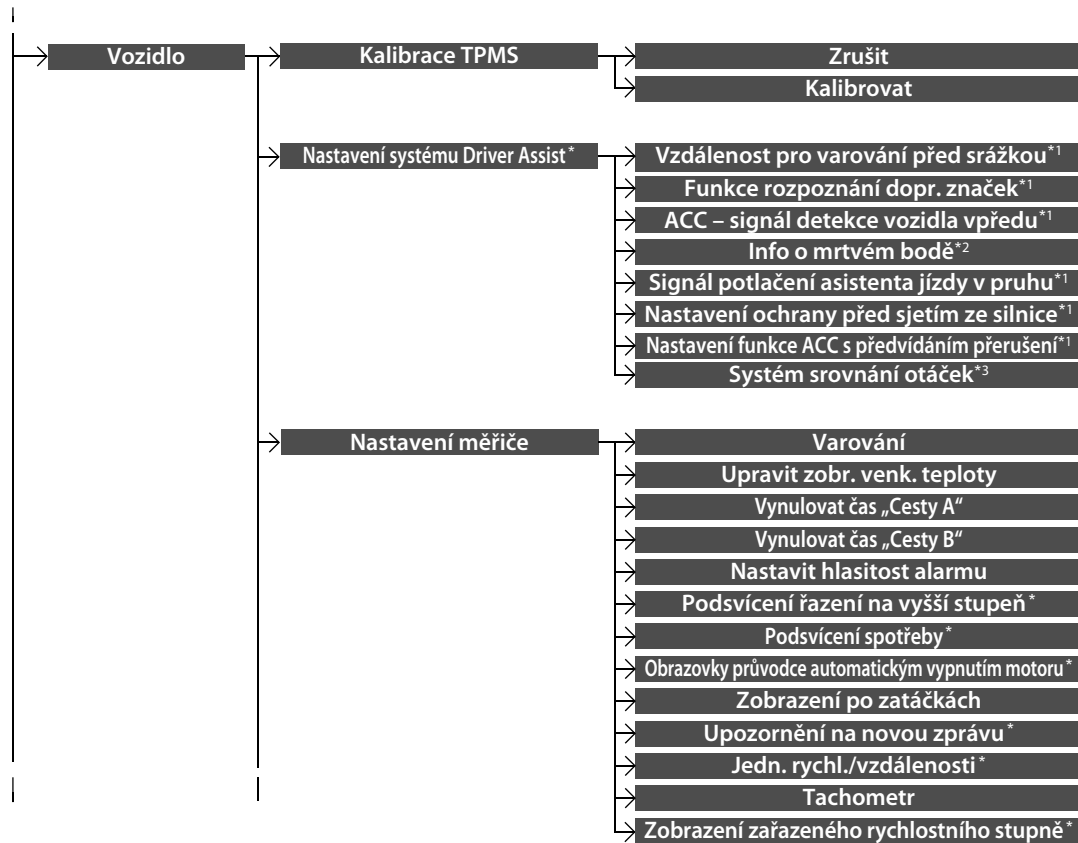 Vozidlo
Kalibrace TPMS
Zrušit
Kalibrovat
Nastavení systému Driver Assist*
Vzdálenost pro varování před srážkou*1
Funkce rozpoznání dopr. značek*1
ACC – signál detekce vozidla vpředu*1
Info o mrtvém bodě*2
Signál potlačení asistenta jízdy v pruhu*1
Nastavení ochrany před sjetím ze silnice*1
Nastavení funkce ACC s předvídáním přerušení*1
Systém srovnání otáček*3
Nastavení měřiče
Varování
Upravit zobr. venk. teploty
Vynulovat čas „Cesty A“
Vynulovat čas „Cesty B“
Nastavit hlasitost alarmu
Podsvícení řazení na vyšší stupeň*
Podsvícení spotřeby*
Obrazovky průvodce automatickým vypnutím motoru*
Zobrazení po zatáčkách
Upozornění na novou zprávu*
Jedn. rychl./vzdálenosti*
Tachometr
Zobrazení zařazeného rychlostního stupně*